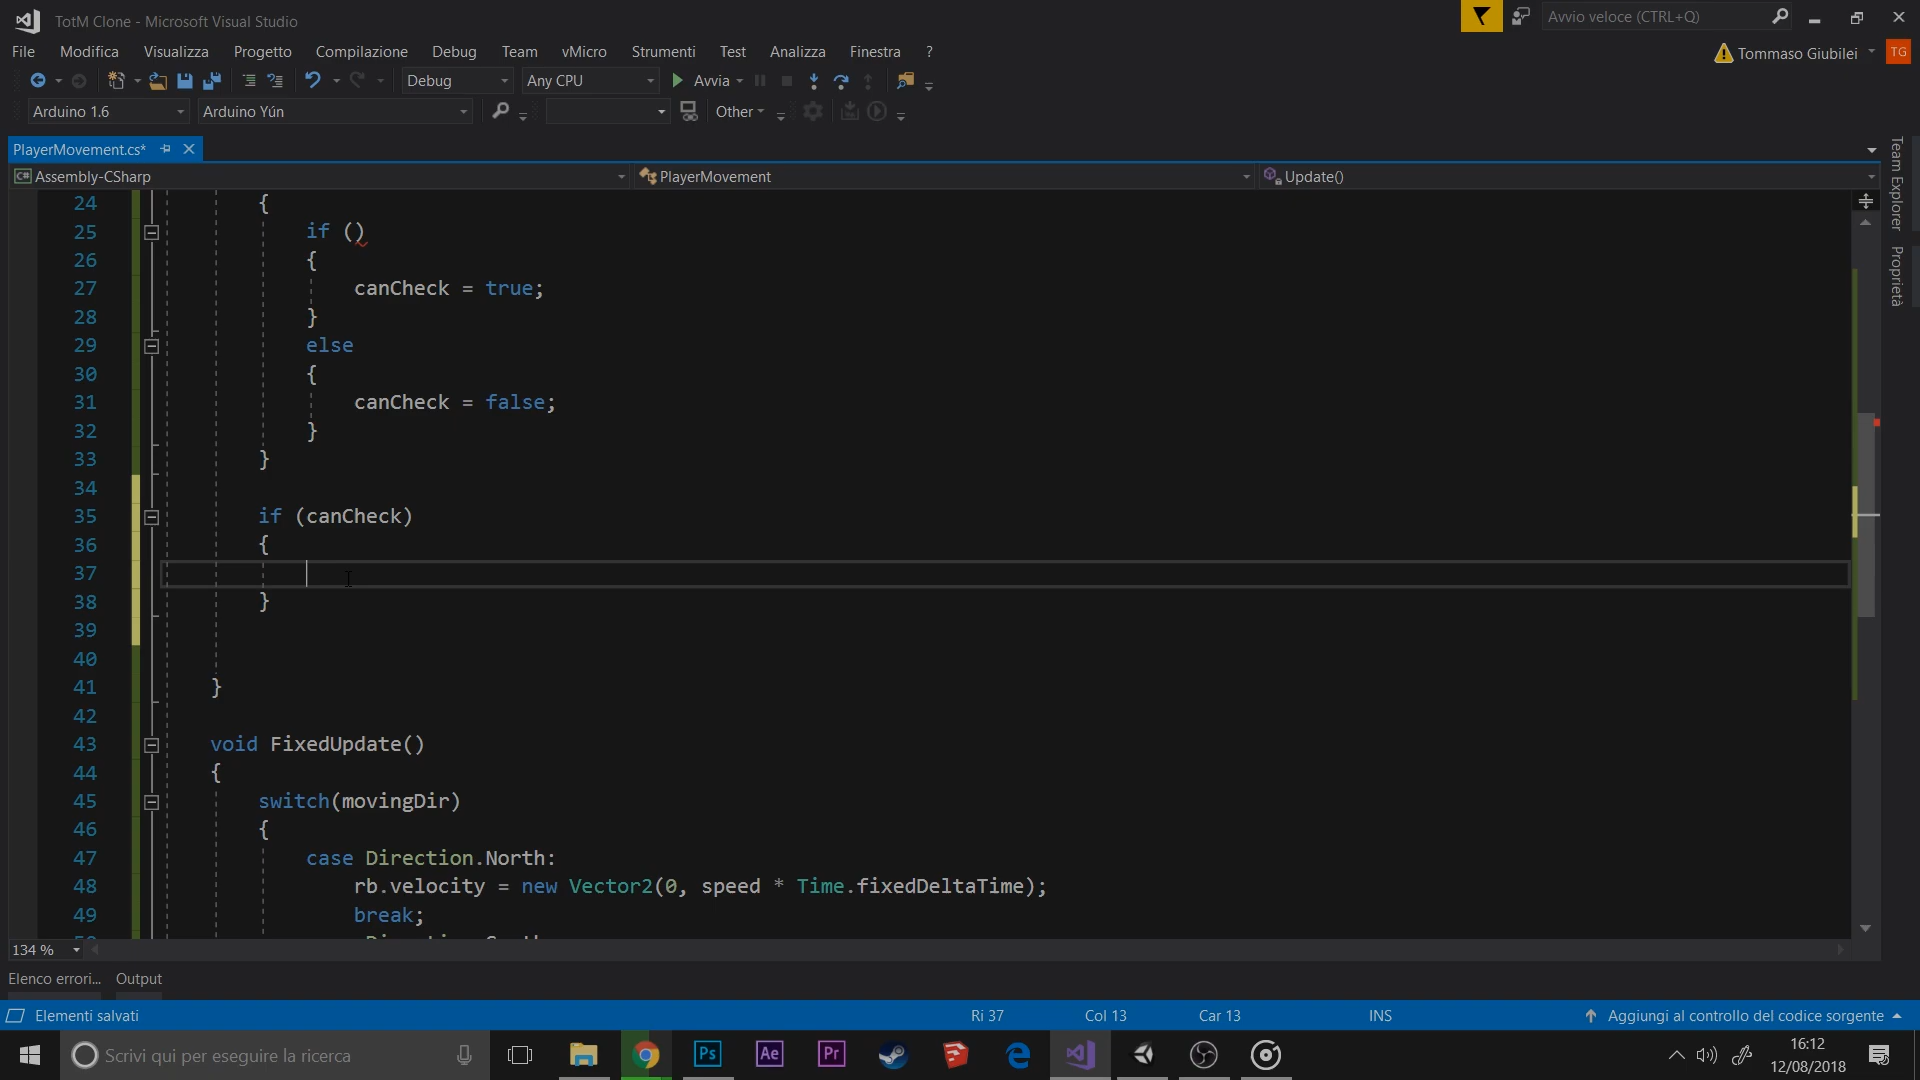 TotM Clone - Microsoft Visual Studio
Avvio veloce (CTRL+Q)
File Modifica Visualizza Progetto Compilazione Debug Team vMicro Strumenti Test Analizza Finestra ?
Tommaso Giubilei TG
Debug Any CPU Avvia
Arduino 1.6 Arduino Yún Other
PlayerMovement.cs*
Assembly-CSharp PlayerMovement Update()
Team Explorer
Proprietà
24 {
25 if ()
26 {
27 canCheck = true;
28 }
29 else
30 {
31 canCheck = false;
32 }
33 }
34
35 if (canCheck)
36 {
37
38 }
39
40
41 }
42
43 void FixedUpdate()
44 {
45 switch(movingDir)
46 {
47 case Direction.North:
48 rb.velocity = new Vector2(0, speed * Time.fixedDeltaTime);
49 break;
134 %
Elenco errori... Output
Elementi salvati Ri 37 Col 13 Car 13 INS Aggiungi al controllo del codice sorgente
Scrivi qui per eseguire la ricerca
Ps Ae Pr
16:12
12/08/2018